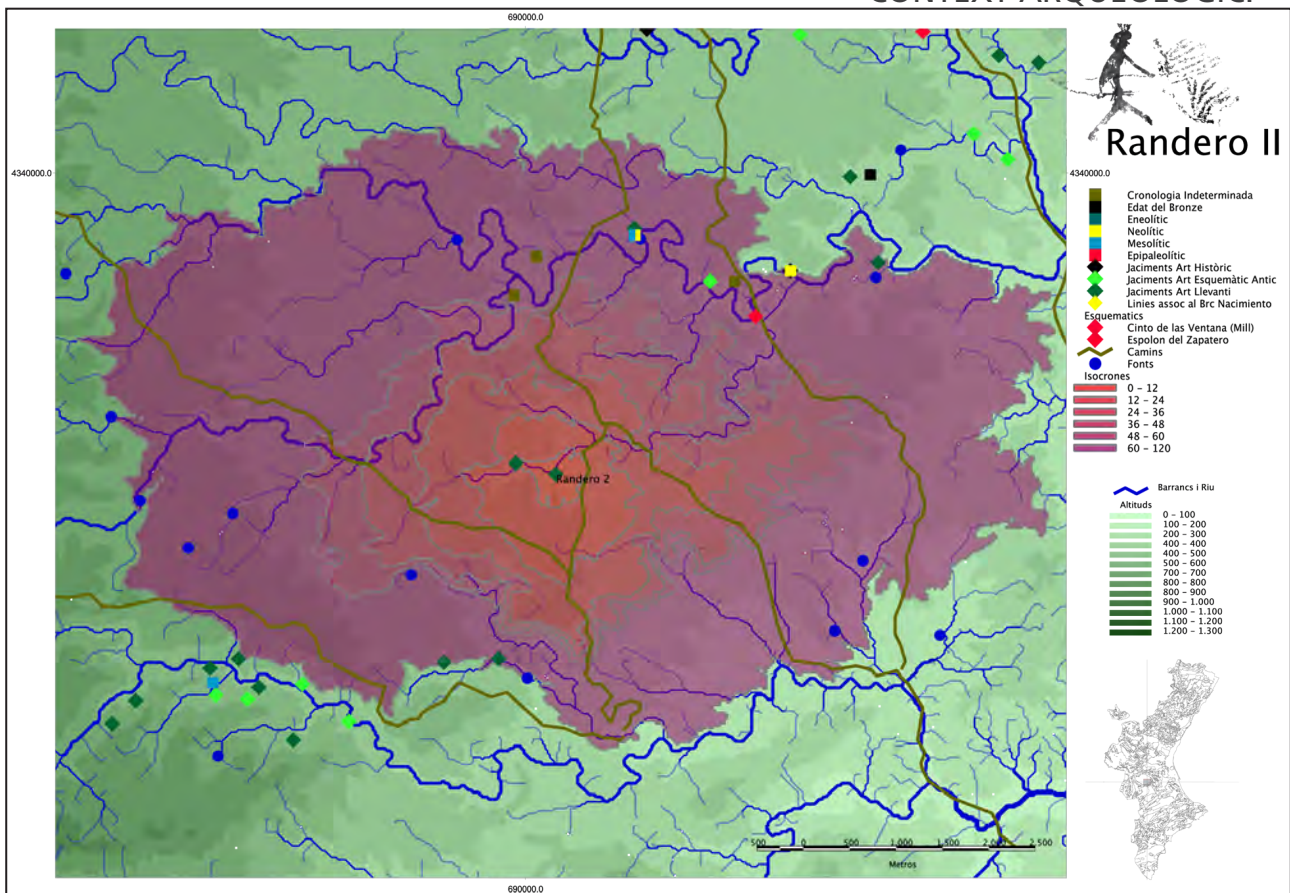 CONTEXT ARQUEOLÒGIC:
690000.0
4340000.0
Randero II
4340000.0
Cronologia Indeterminada
Edat del Bronze
Eneolític
Neolític
Mesolític
Epipaleolític
Jaciments Art Històric
Jaciments Art Esquemàtic Antic
Jaciments Art Llevanti
Linies assoc al Brc Nacimiento
Esquematics
Cinto de las Ventana (Mill)
Espolon del Zapatero
Camins
Fonts
Isocrones
0 - 12
12 - 24
24 - 36
36 - 48
48 - 60
60 - 120
Randero 2
Barrancs i Riu
Altituds
0 - 100
100 - 200
200 - 300
400 - 400
400 - 500
500 - 600
700 - 700
800 - 800
800 - 900
900 - 1.000
1.000 - 1.100
1.100 - 1.200
1.200 - 1.300
500 0 500 1.000 1.500 2.000 2.500
Metros
690000.0